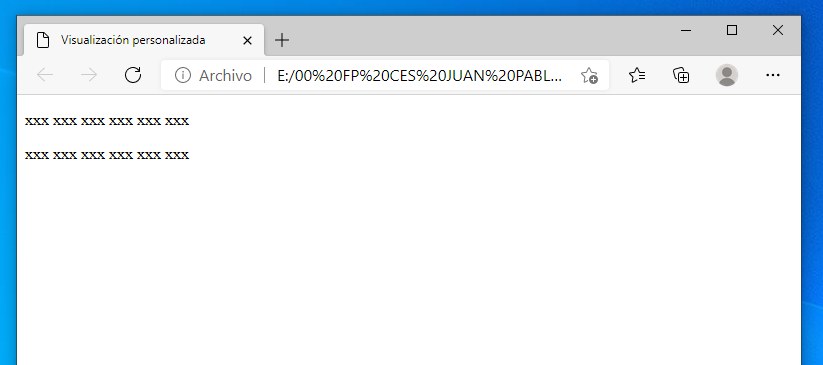 Visualización personalizada
Archivo | E:/00%20FP%20CES%20JUAN%20PABL...
xxx xxx xxx xxx xxx xxx
xxx xxx xxx xxx xxx xxx